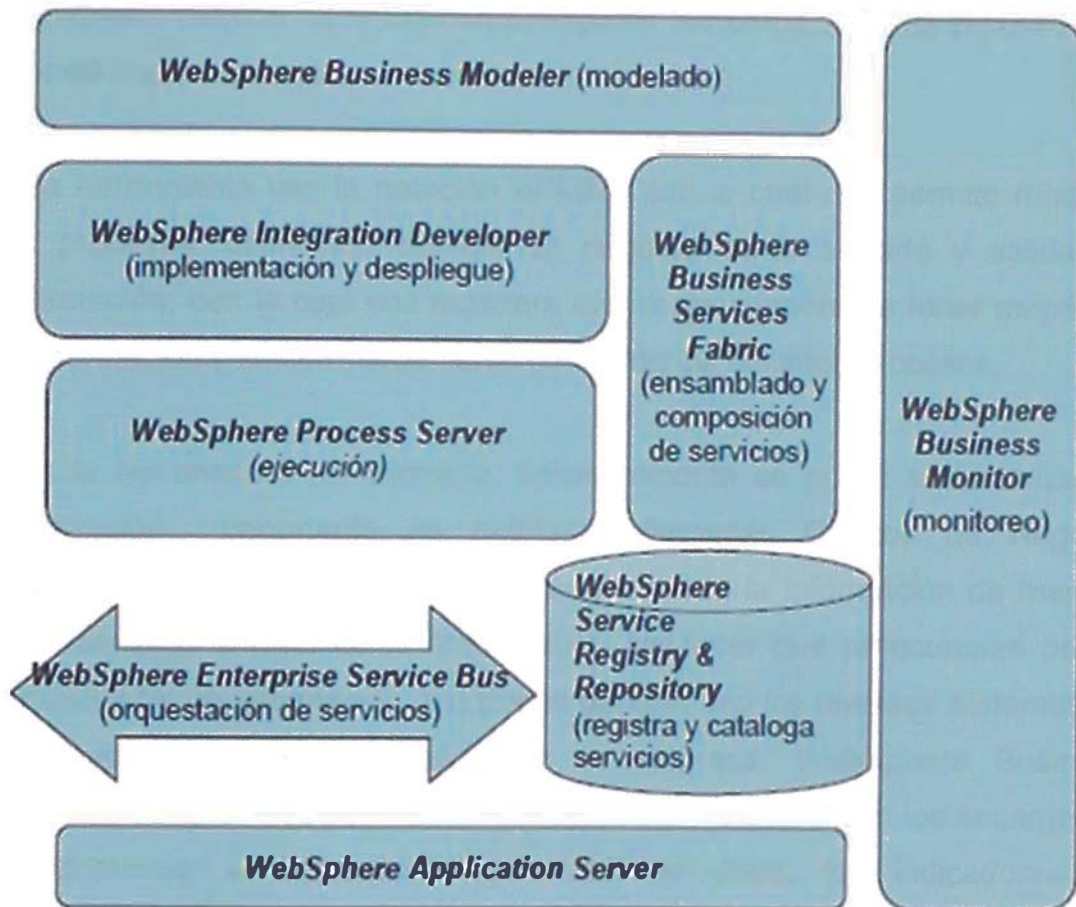 WebSphere Business Modeler (modelado)
WebSphere Integration Developer
(implementación y despliegue)
WebSphere
Business
Services
Fabric
(ensamblado y
composición
de servicios)
WebSphere Process Server
(ejecución)
WebSphere
Business
Monitor
(monitoreo)
WebSphere Enterprise Service Bus
(orquestación de servicios)
WebSphere
Service
Registry &
Repository
(registra y cataloga
servicios)
WebSphere Application Server